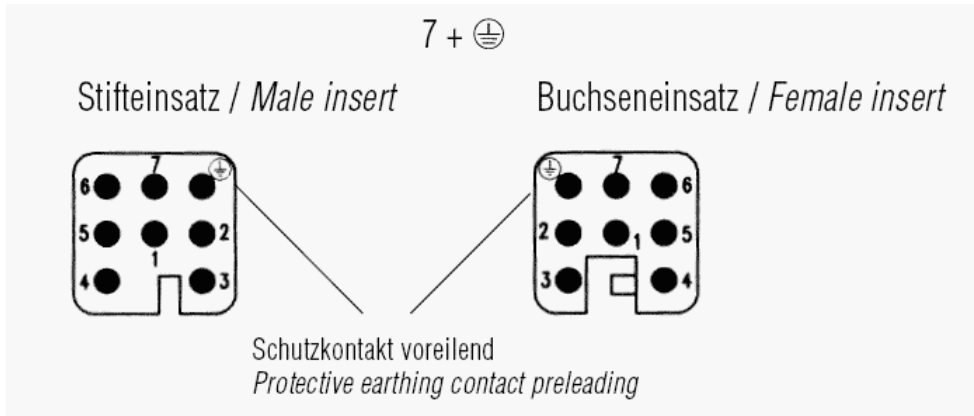 7 + ⏚
Stifteinsatz / Male insert
Buchseneinsatz / Female insert
7 ⏚
6
5 2
1
4 3
⏚ 7
6
2 1 5
3 4
Schutzkontakt voreilend
Protective earthing contact preleading